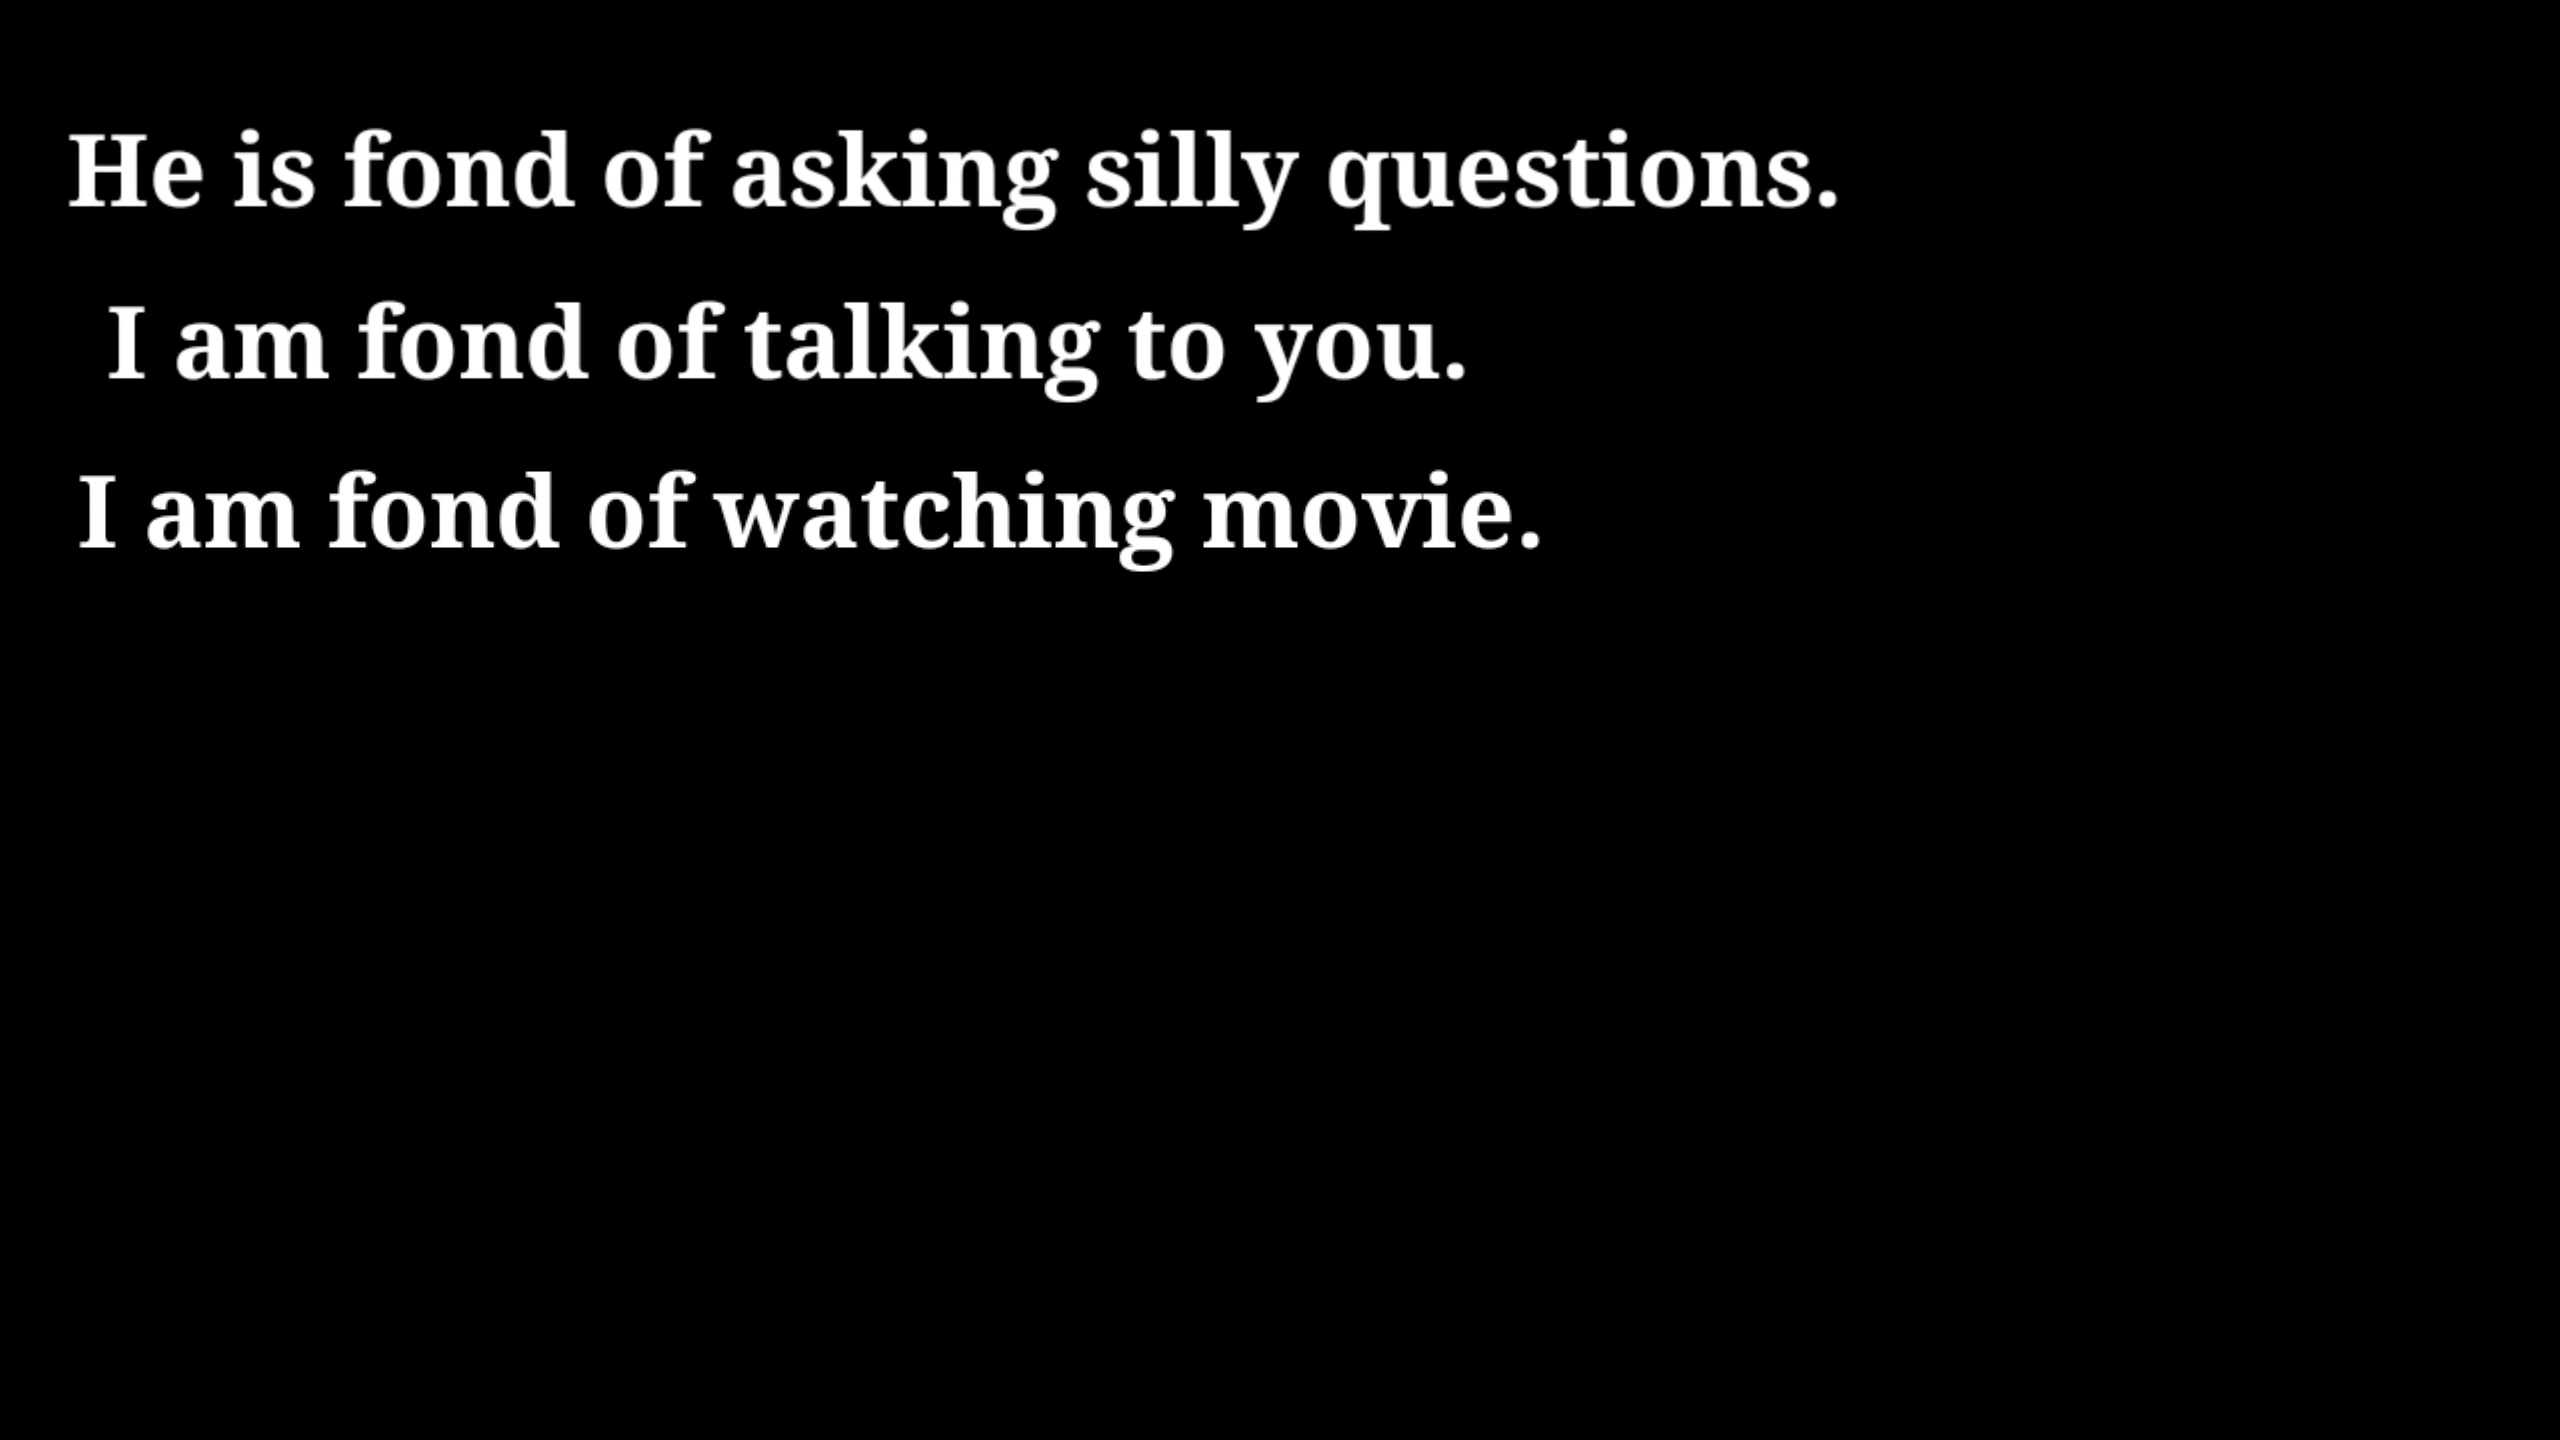 He is fond of asking silly questions.
I am fond of talking to you.
I am fond of watching movie.